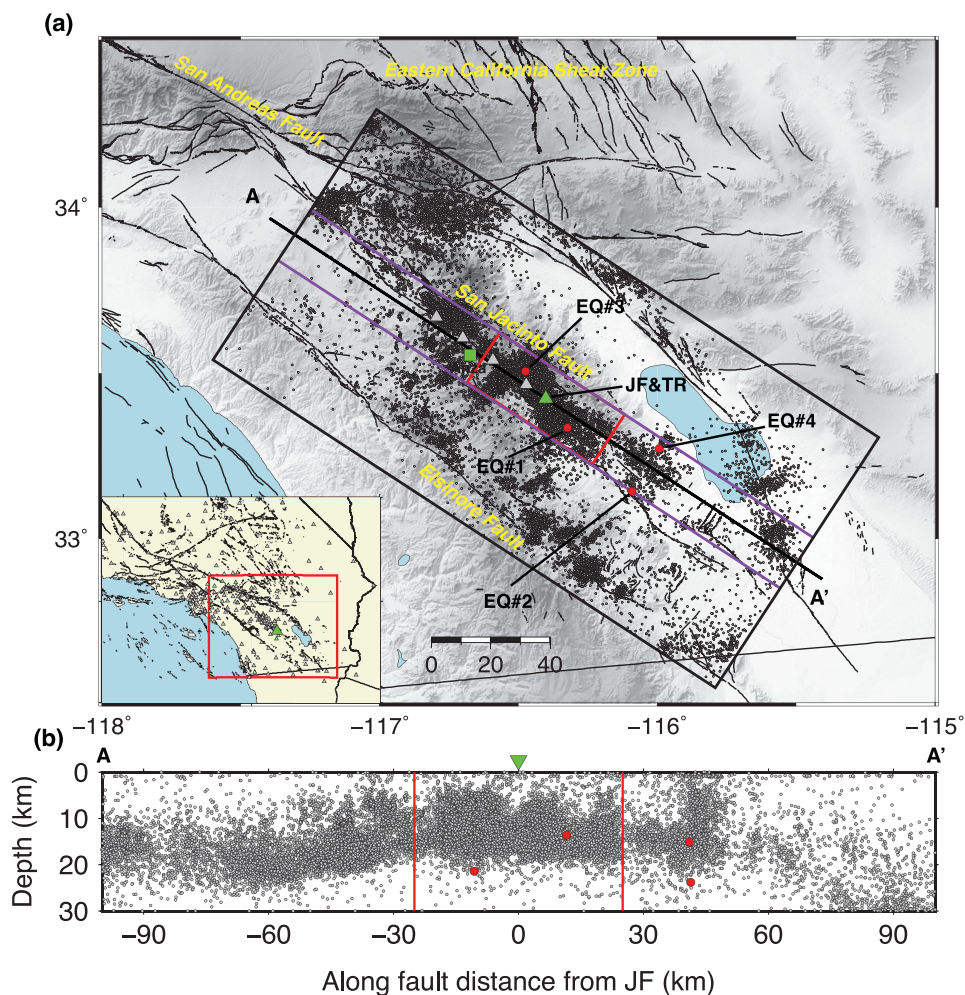 (a)
San Andreas Fault
Eastern California Shear Zone
34˚
A
San Jacinto Fault
EQ#3
JF&TR
EQ#4
EQ#1
Elsinore Fault
33˚
EQ#2
A’
0 20 40
−118˚ −117˚ −116˚ −115˚
(b)
A A’
0
10
20
30
Depth (km)
−90 −60 −30 0 30 60 90
Along fault distance from JF (km)